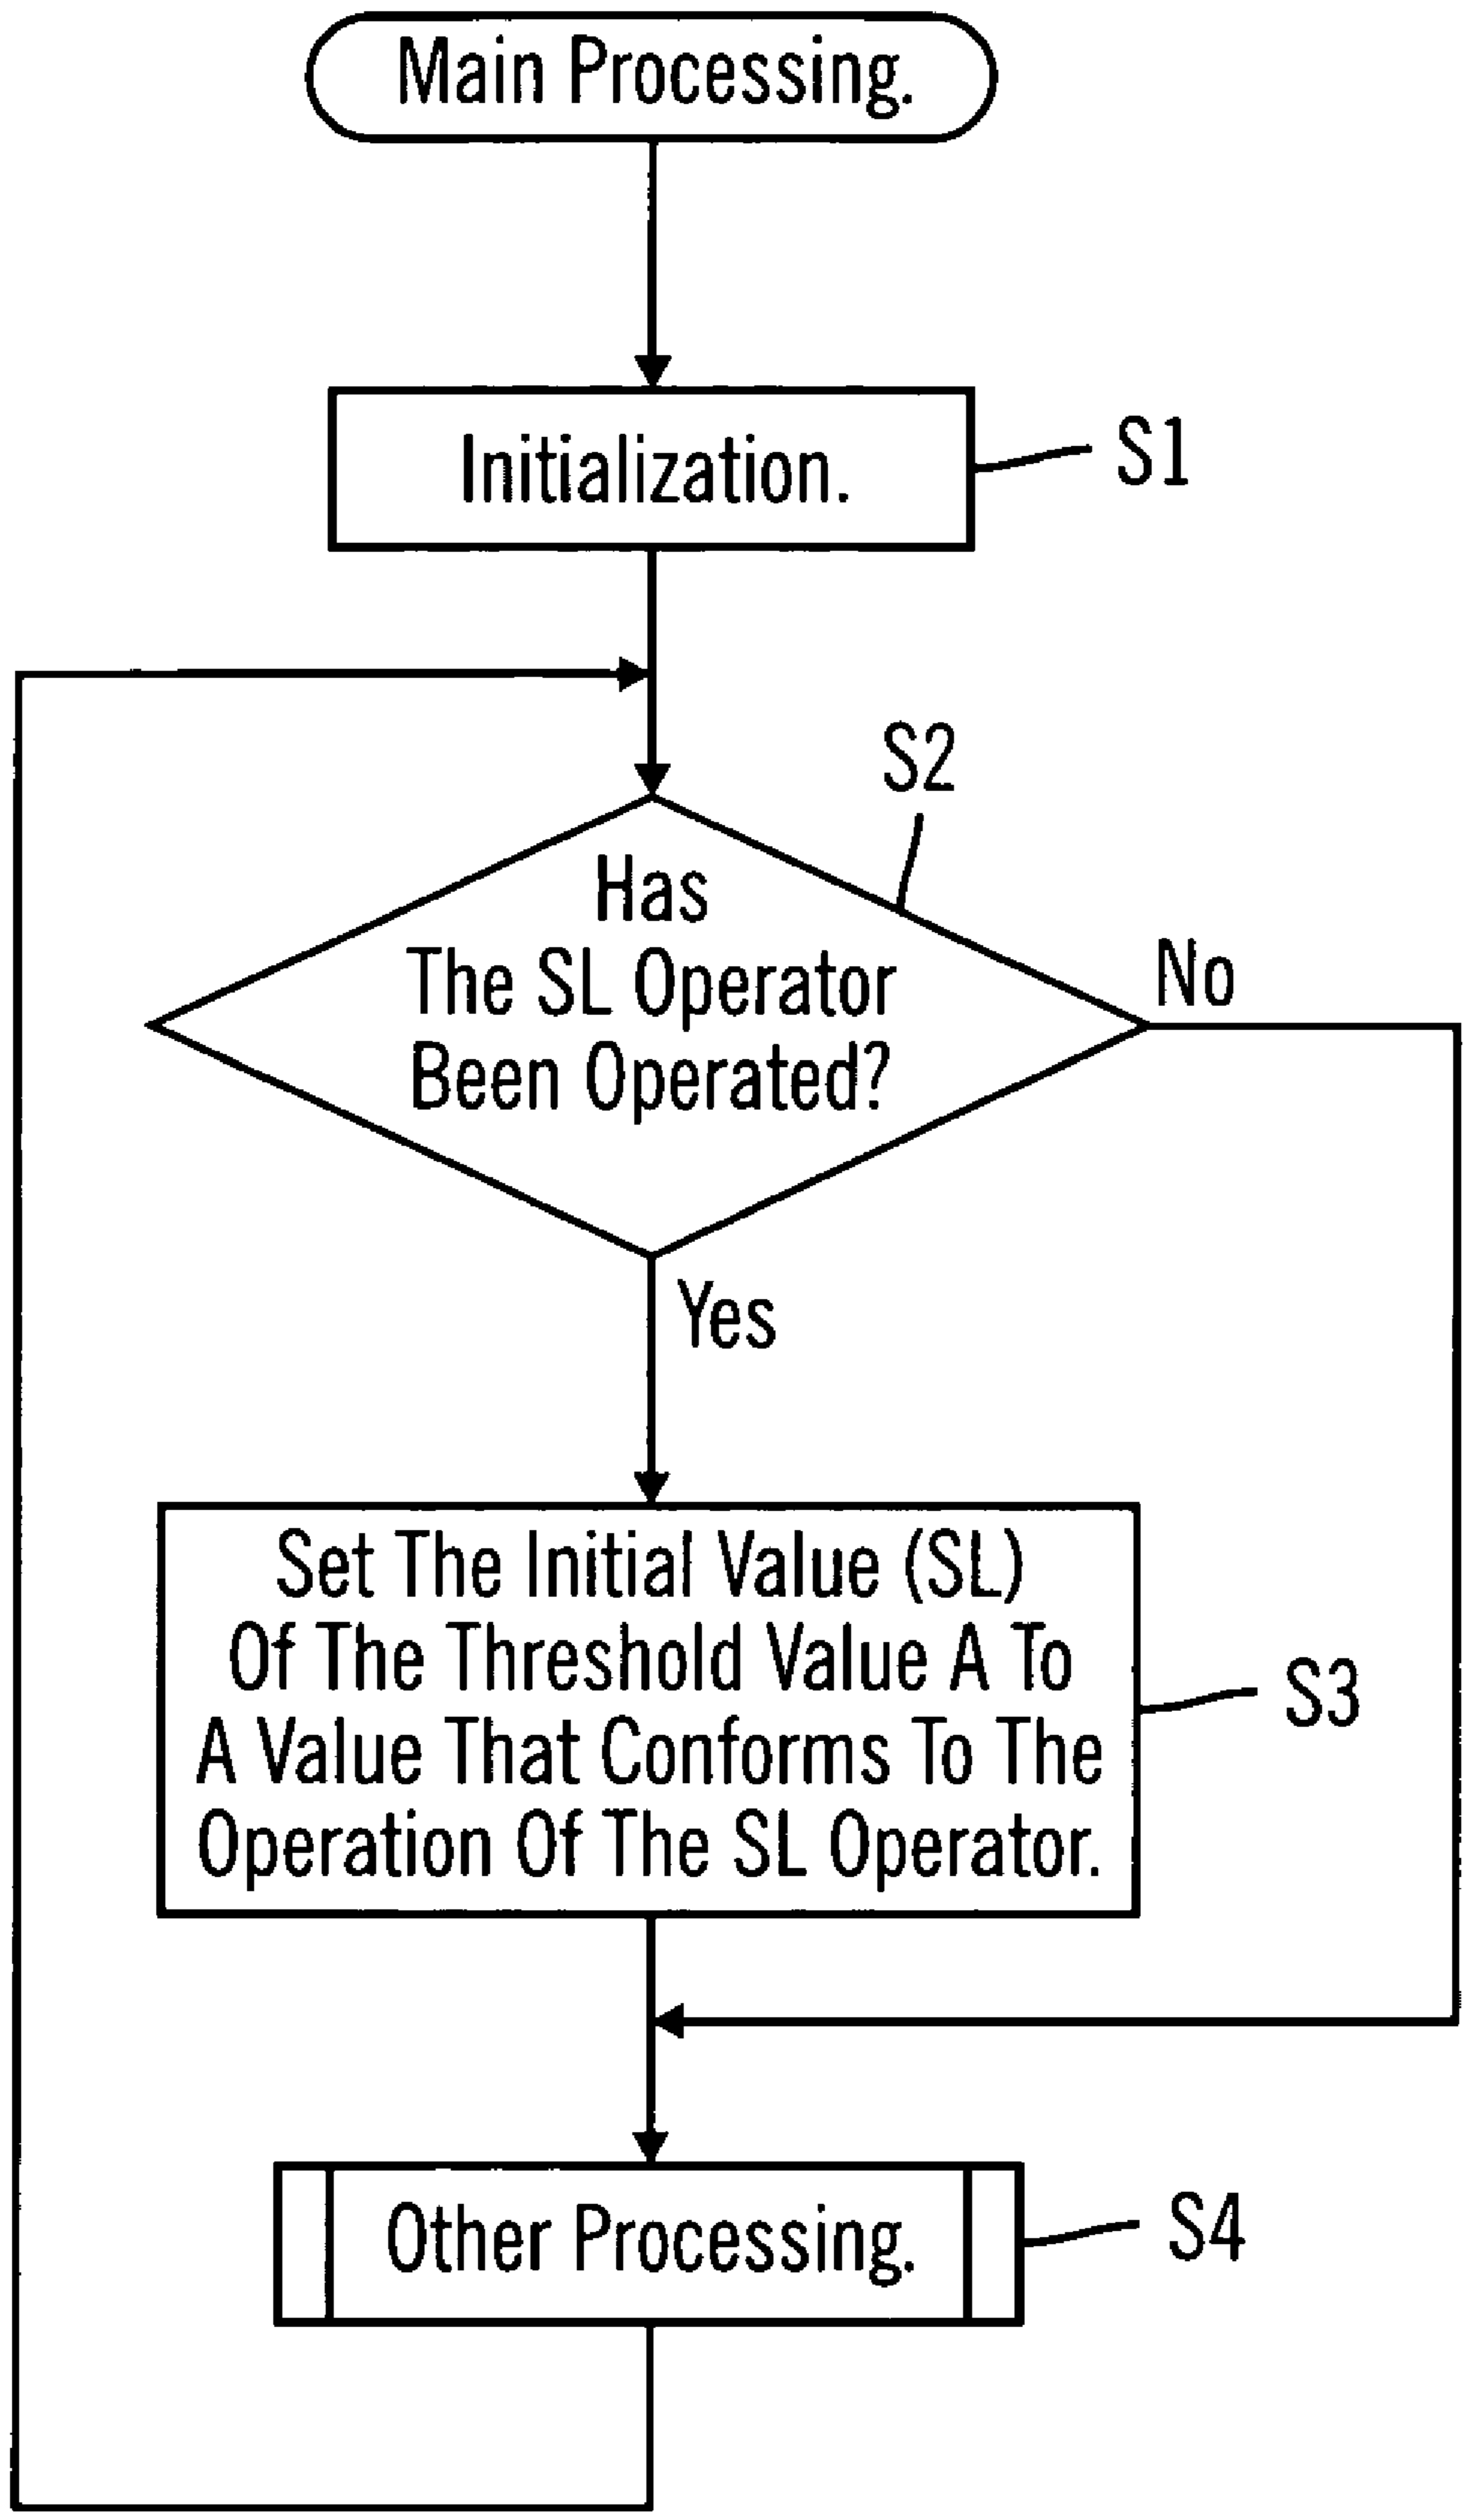 Main Processing.
Initialization.
S1
S2
Has
The SL Operator
Been Operated?
No
Yes
Set The Initial Value (SL)
Of The Threshold Value A To
A Value That Conforms To The
Operation Of The SL Operator.
S3
Other Processing.
S4